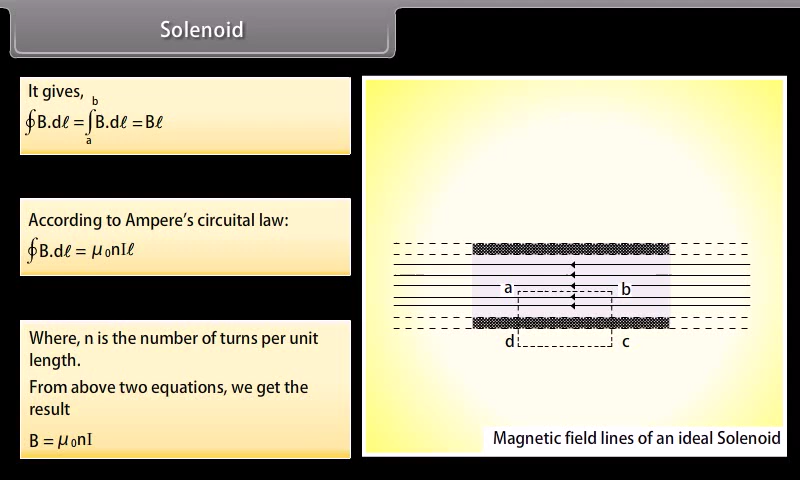 Solenoid
It gives,
∮B.dℓ = ∫ₐᵇ B.dℓ = Bℓ
According to Ampere's circuital law:
∮B.dℓ = μ₀nIℓ
Where, n is the number of turns per unit
length.
From above two equations, we get the
result
B = μ₀nI
a b
d c
Magnetic field lines of an ideal Solenoid